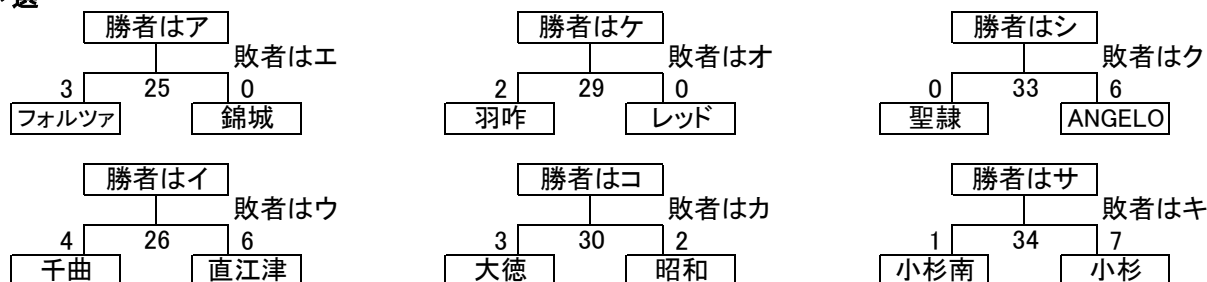 選
勝者はア 勝者はケ 勝者はシ
敗者はエ 敗者はオ 敗者はク
3 25 0 2 29 0 0 33 6
フォルツァ 錦城 羽咋 レッド 聖隷 ANGELO
勝者はイ 勝者はコ 勝者はサ
敗者はウ 敗者はカ 敗者はキ
4 26 6 3 30 2 1 34 7
千曲 直江津 大徳 昭和 小杉南 小杉